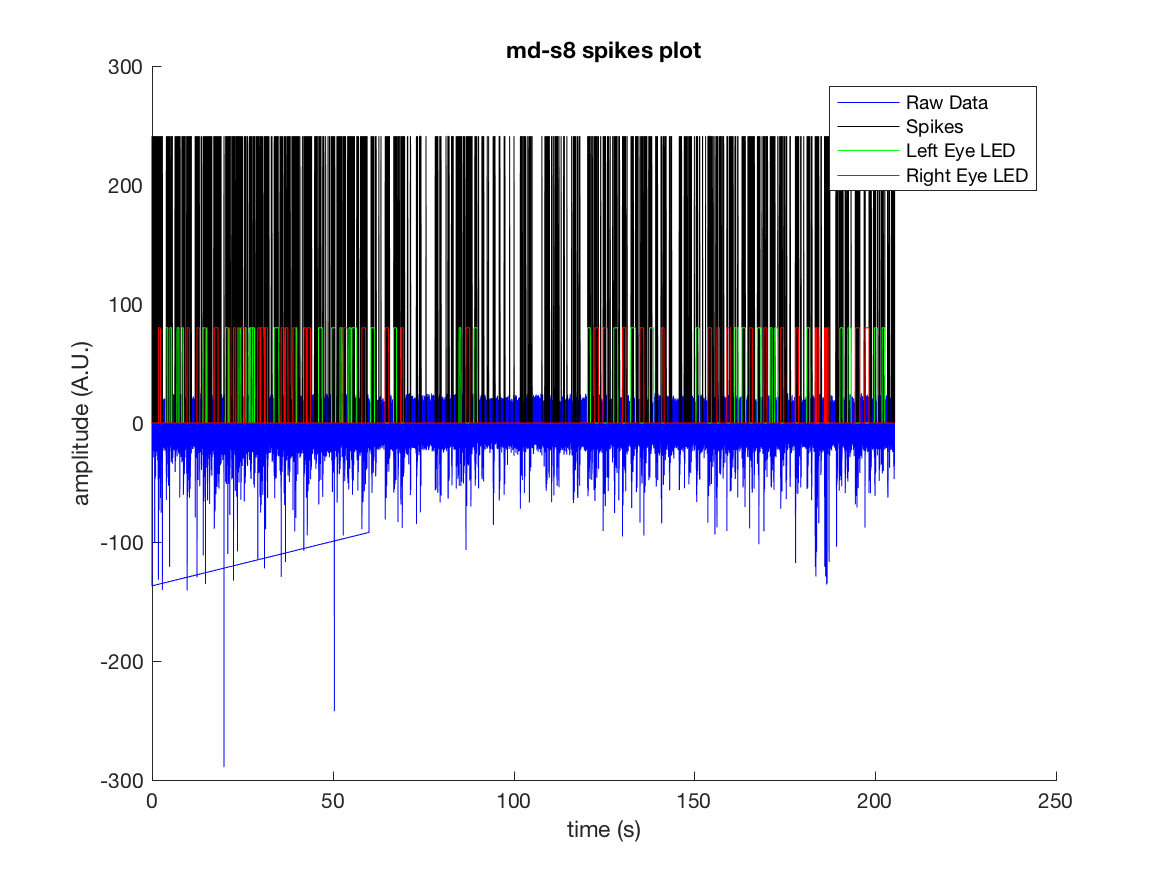 md-s8 spikes plot
300
200
100
0
-100
-200
-300
amplitude (A.U.)
Raw Data
Spikes
Left Eye LED
Right Eye LED
0 50 100 150 200 250
time (s)